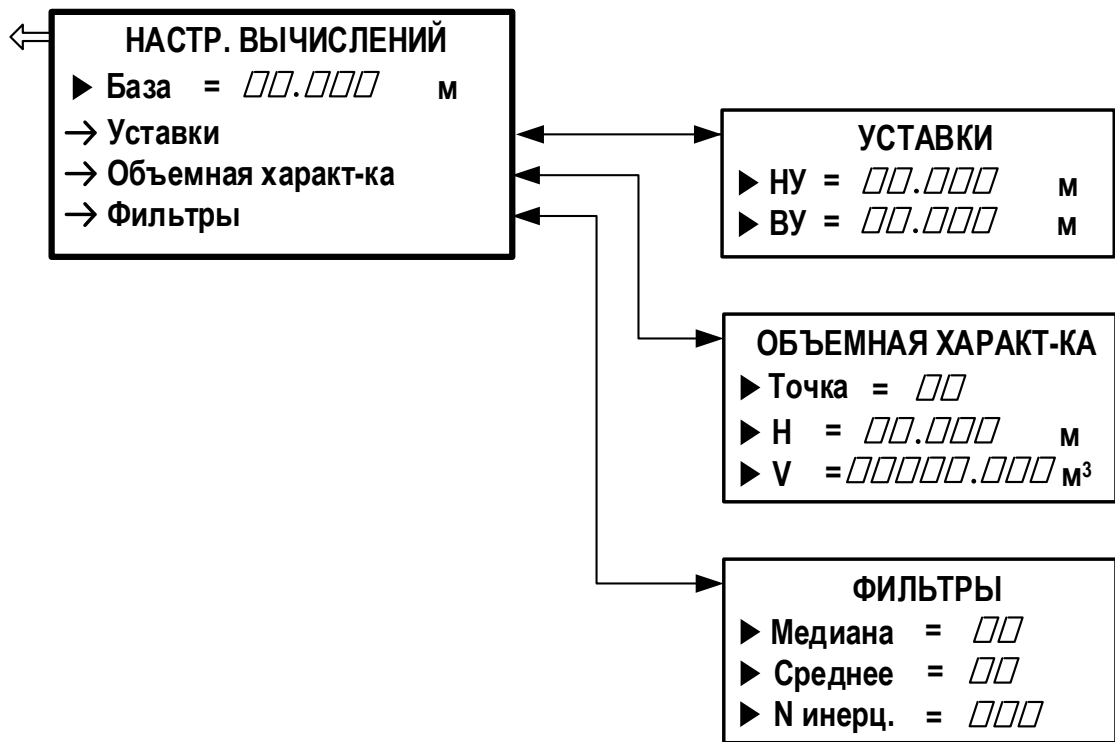 НАСТР. ВЫЧИСЛЕНИЙ
▶ База = 00.000 м
→ Уставки
→ Объемная характ-ка
→ Фильтры
УСТАВКИ
▶ НУ = 00.000 м
▶ ВУ = 00.000 м
ОБЪЕМНАЯ ХАРАКТ-КА
▶ Точка = 00
▶ Н = 00.000 м
▶ V = 00000.000 м³
ФИЛЬТРЫ
▶ Медиана = 00
▶ Среднее = 00
▶ N инерц. = 000